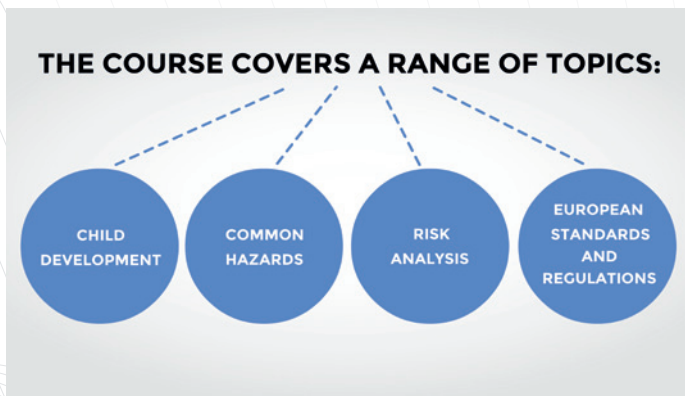 THE COURSE COVERS A RANGE OF TOPICS:
CHILD
DEVELOPMENT
COMMON
HAZARDS
RISK
ANALYSIS
EUROPEAN
STANDARDS
AND
REGULATIONS